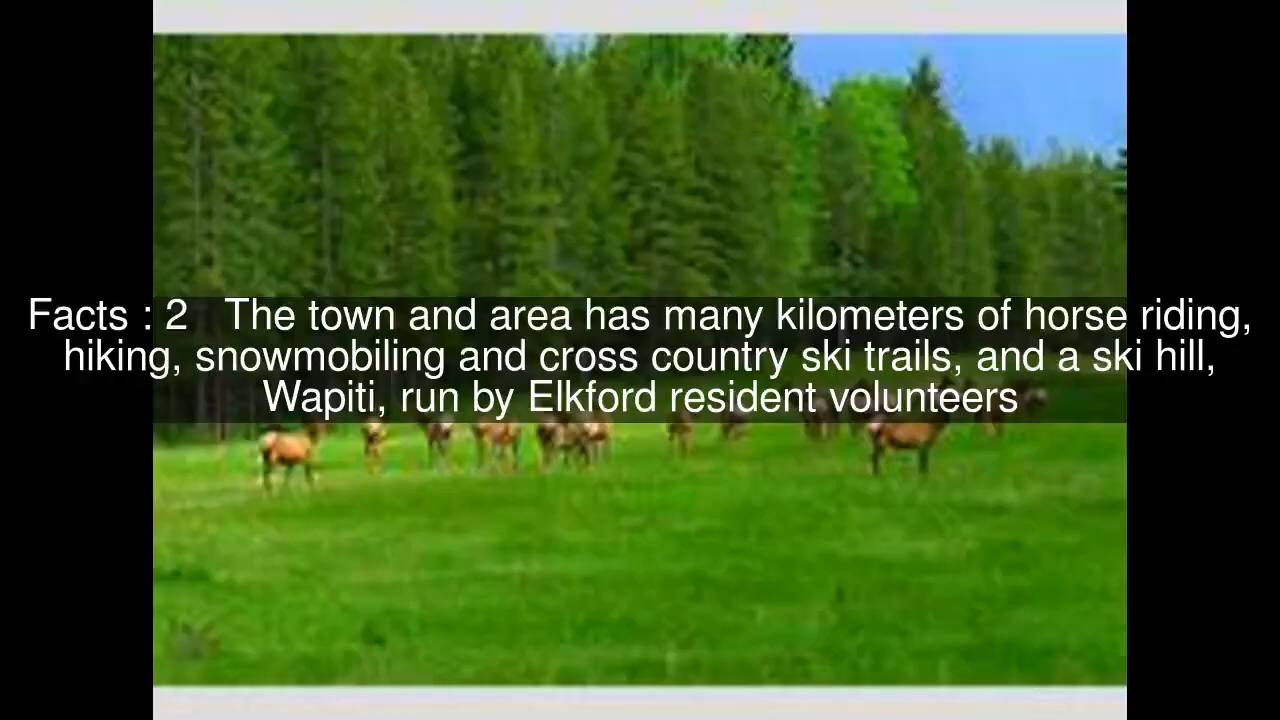 Facts : 2 The town and area has many kilometers of horse riding,
hiking, snowmobiling and cross country ski trails, and a ski hill,
Wapiti, run by Elkford resident volunteers